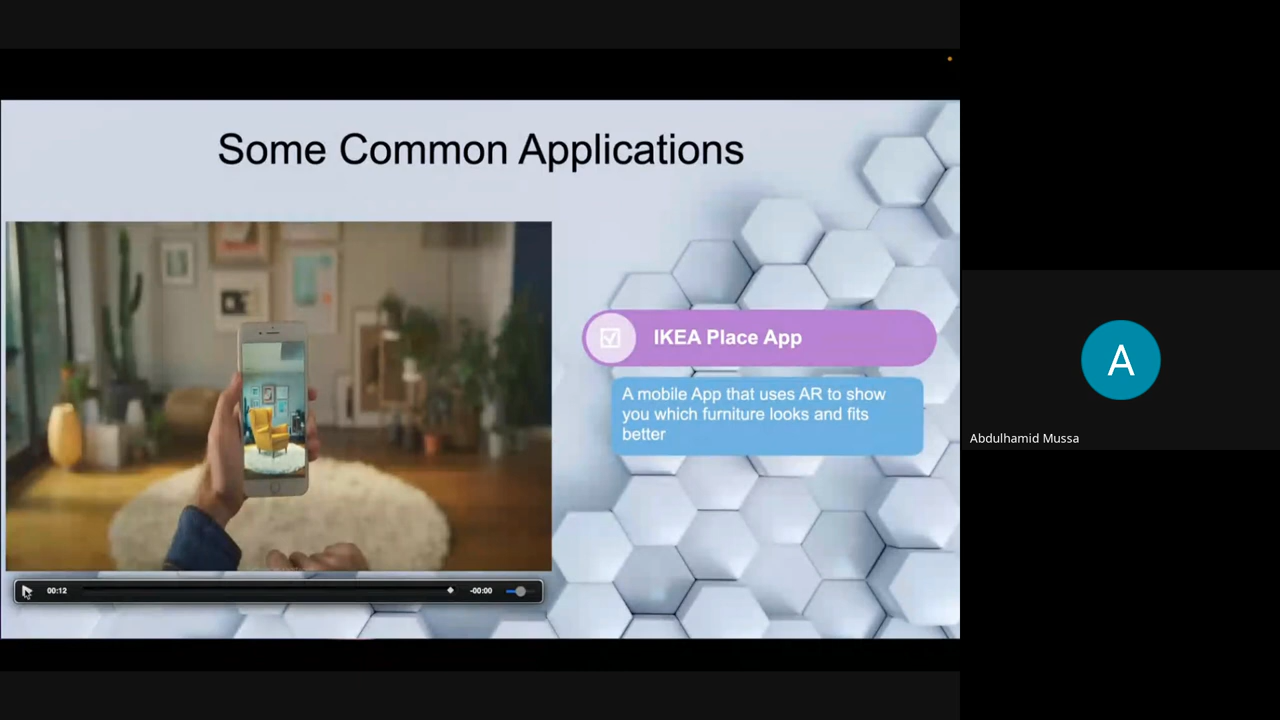 Some Common Applications
IKEA Place App
A mobile App that uses AR to show
you which furniture looks and fits
better
00:12
-00:00
A
Abdulhamid Mussa